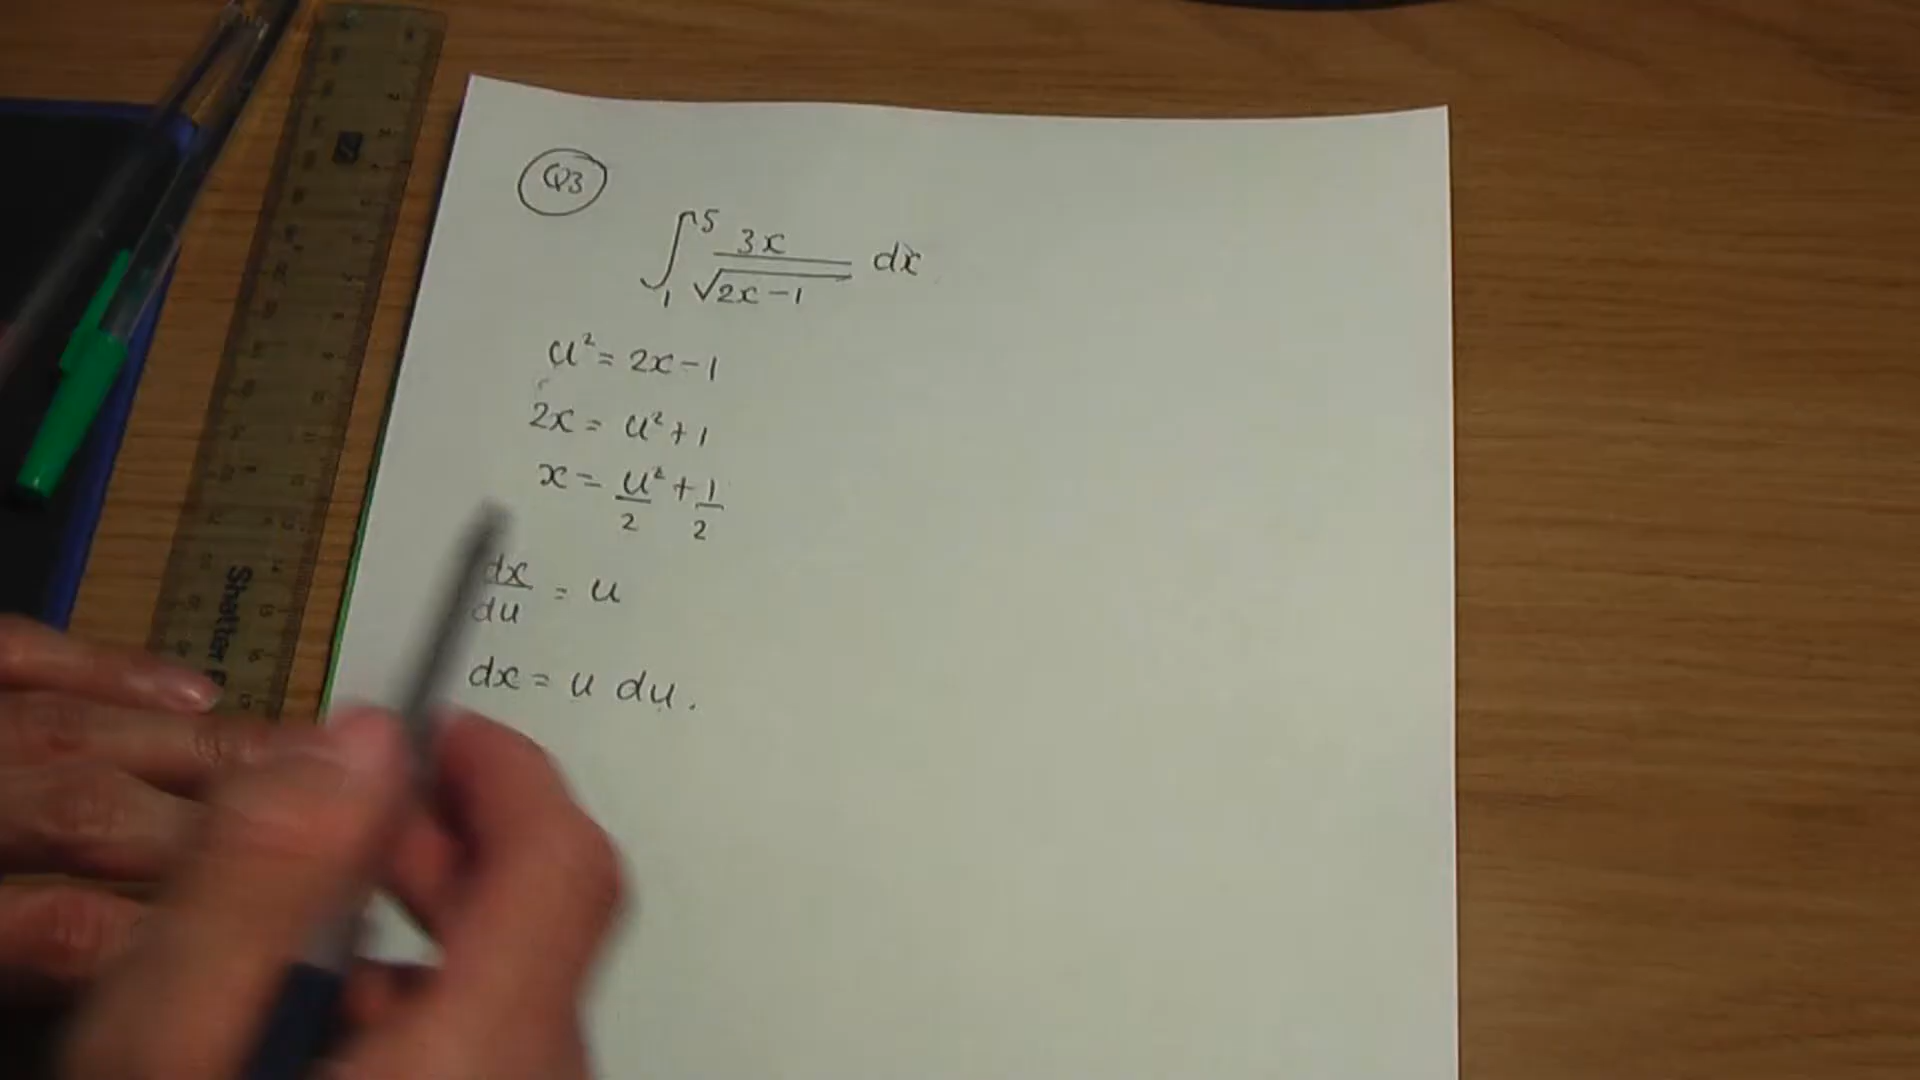 Q3
∫₁⁵ 3x/√(2x-1) dx
u² = 2x-1
2x = u² + 1
x = u²/2 + 1/2
dx/du = u
dx = u du.
Shatter